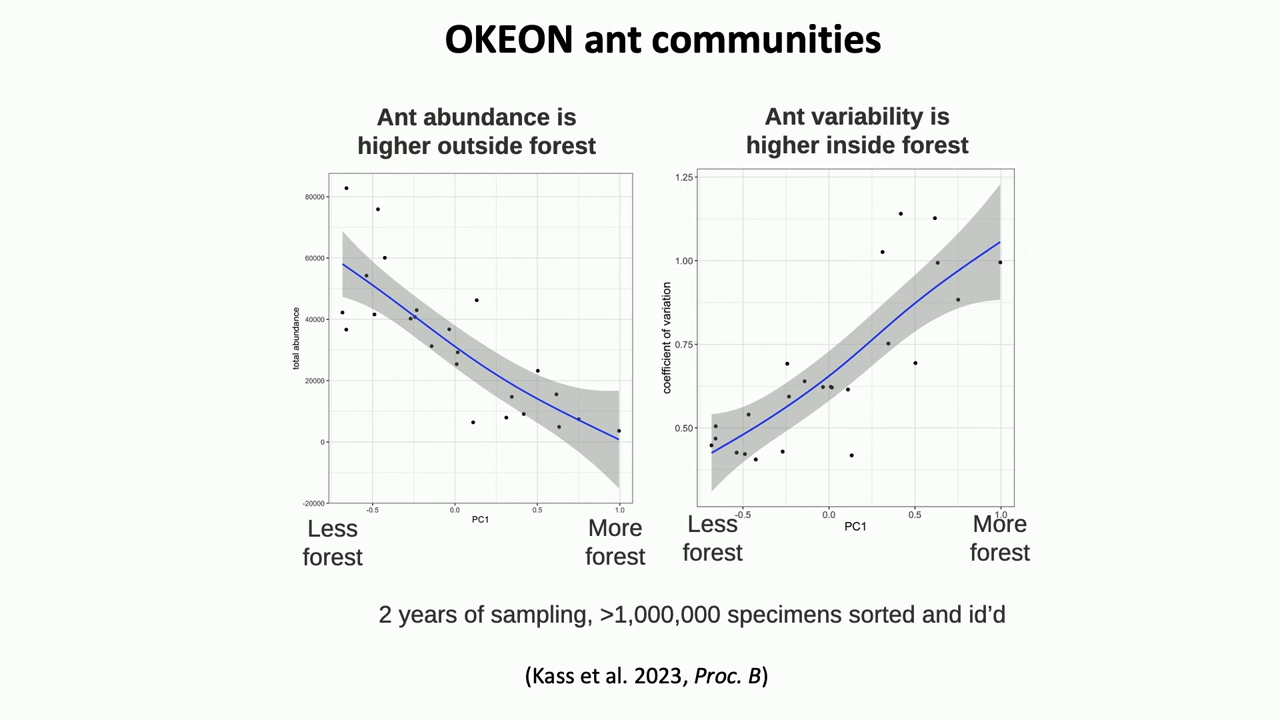 OKEON ant communities
Ant abundance is
higher outside forest
80000
60000
40000
20000
0
-20000
total abundance
-0.5
0.0
0.5
1.0
PC1
Less
forest
More
forest
Ant variability is
higher inside forest
1.25
1.00
0.75
0.50
coefficient of variation
-0.5
0.0
0.5
1.0
PC1
Less
forest
More
forest
2 years of sampling, >1,000,000 specimens sorted and id’d
(Kass et al. 2023, Proc. B)